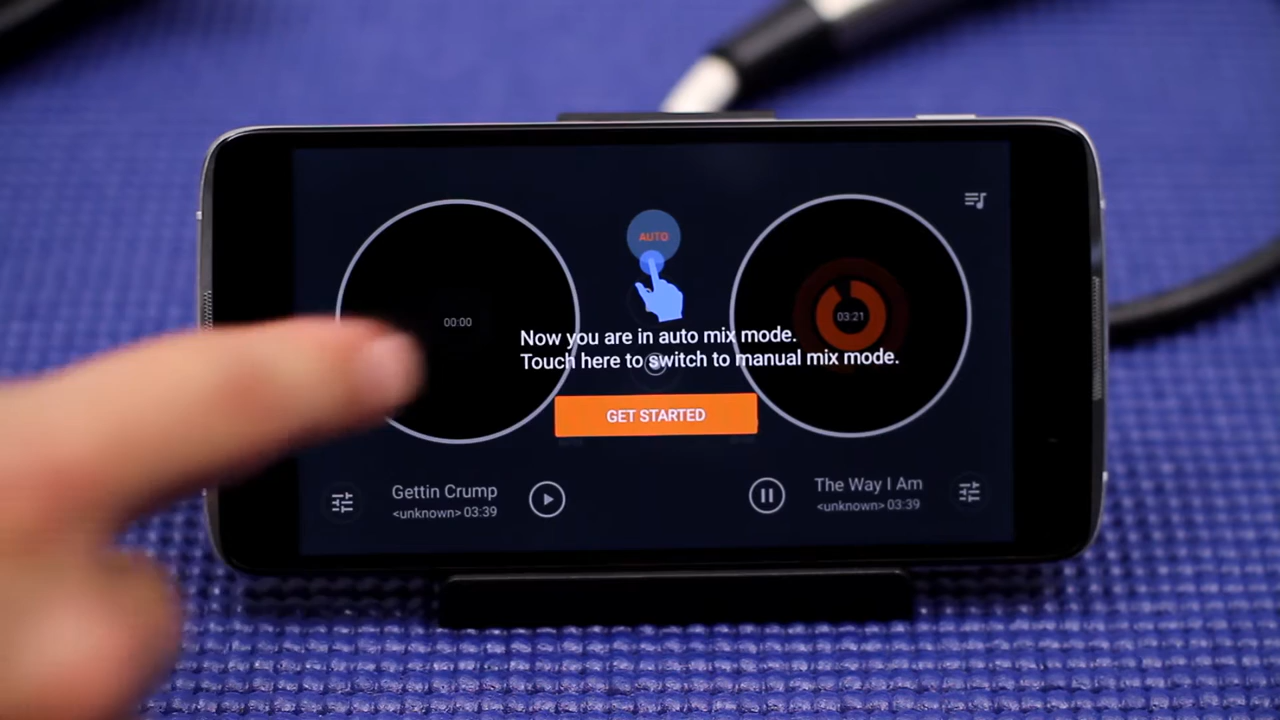 AUTO
00:00
03:21
Now you are in auto mix mode.
Touch here to switch to manual mix mode.
GET STARTED
Gettin Crump
<unknown> 03:39
The Way I Am
<unknown> 03:39